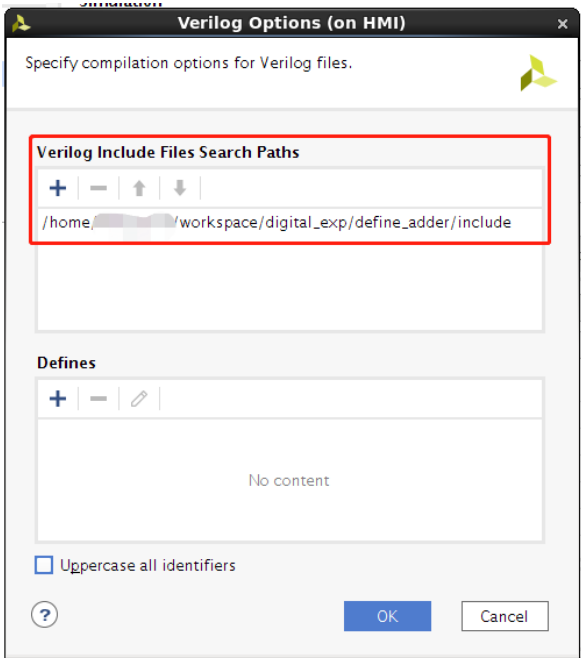 Verilog Options (on HMI)
Specify compilation options for Verilog files.
Verilog Include Files Search Paths
/home/ /workspace/digital_exp/define_adder/include
Defines
No content
Uppercase all identifiers
?
OK
Cancel